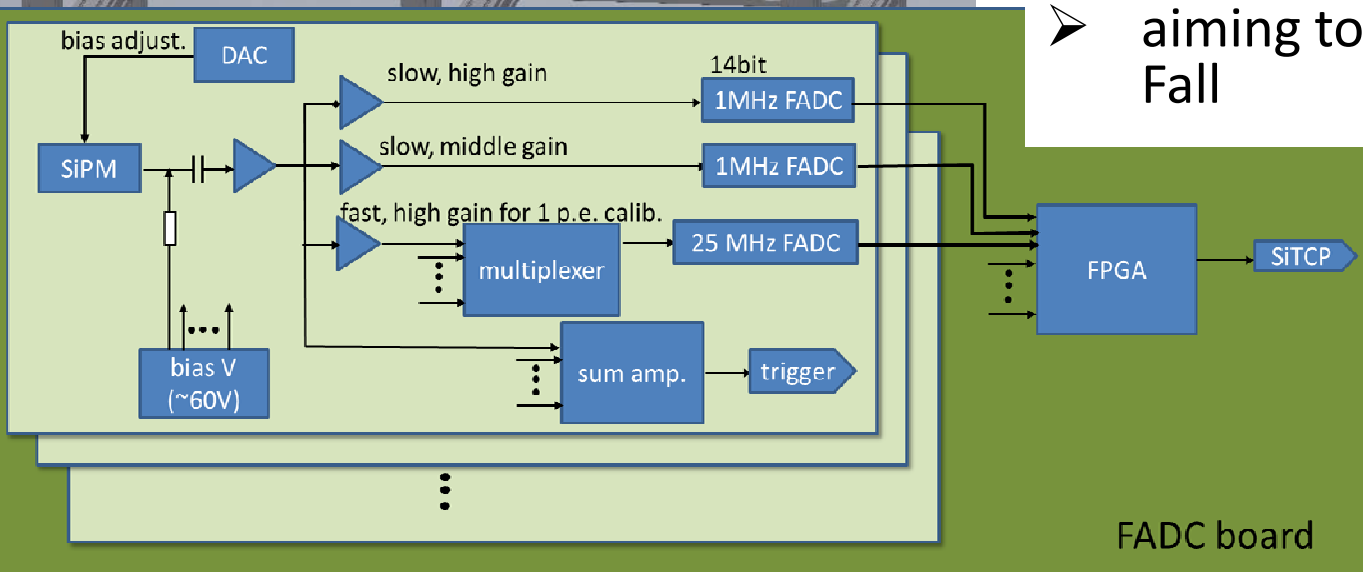 ➢ aiming to
Fall
bias adjust.
DAC
slow, high gain
14bit
1MHz FADC
SiPM
slow, middle gain
1MHz FADC
fast, high gain for 1 p.e. calib.
multiplexer
25 MHz FADC
FPGA
SiTCP
bias V
(~60V)
sum amp.
trigger
FADC board